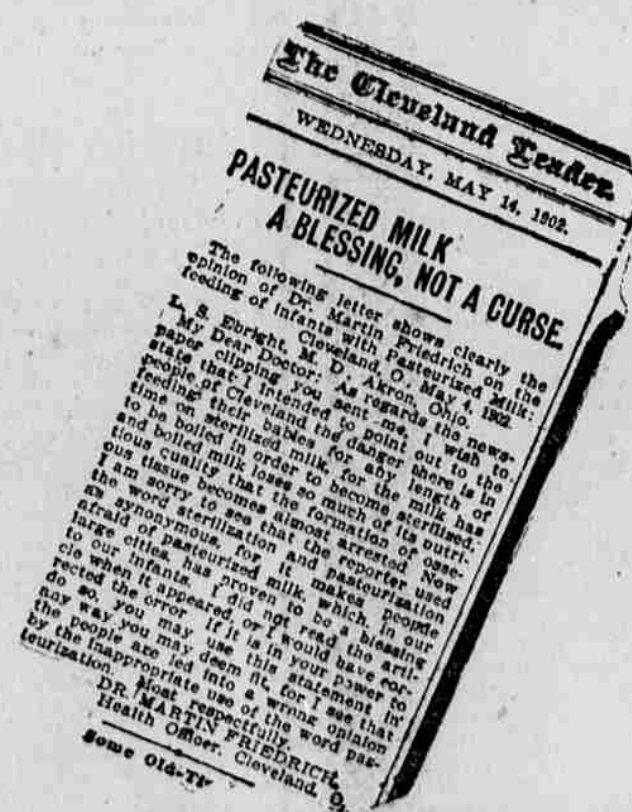 The Cleveland Leader.
WEDNESDAY, MAY 14, 1902.
PASTEURIZED MILK
A BLESSING, NOT A CURSE.
The following letter shows clearly the
opinion of Dr. Martin Friedrich on the
feeding of infants with Pasteurized Milk:
Cleveland, O., May 4, 1902.
L. S. Ebright, M. D., Akron, Ohio.
My Dear Doctor: As regards the news-
paper clipping you sent me, I wish to
state that I intended to point out to the
people of Cleveland the danger there is in
feeding their babies for any length of
time on sterilized milk, for the milk has
to be boiled in order to become sterilized,
and boiled milk loses so much of its nutri-
tious quality that the formation of osse-
ous tissue becomes almost arrested. Now
I am sorry to see that the reporter used
the word sterilization and pasteurization
as synonymous, for it makes people
afraid of pasteurized milk, which, in our
large cities, has proven to be a blessing
to our infants. I did not read the arti-
cle when it appeared, or I would have cor-
rected the error. If it is in your power to
do so, you may use this statement in
any way you may deem fit, for I see that
the people are led into a wrong opinion
by the inappropriate use of the word pas-
teurization. Most respectfully,
DR. MARTIN FRIEDRICH,
Health Officer, Cleveland, O.
Some Old-Ti